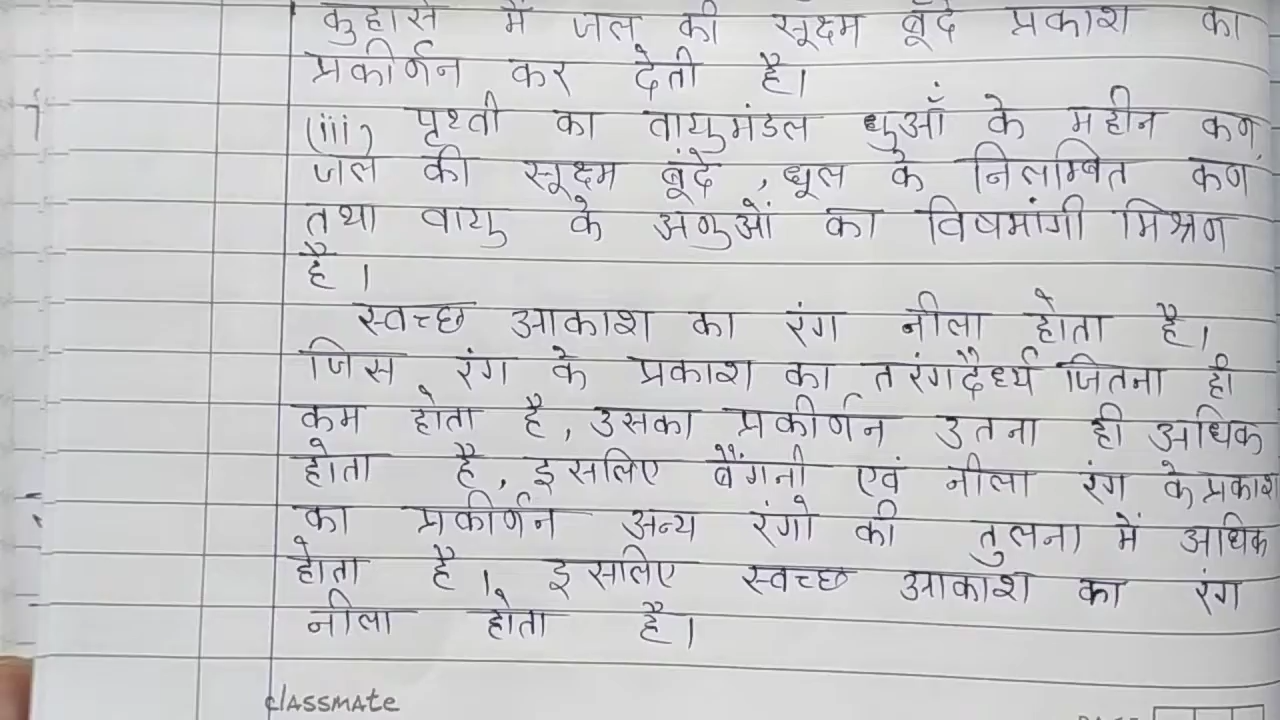 कुहासे में जल की सूक्ष्म बूँदें प्रकाश का
प्रकीर्णन कर देती है।
(iii) पृथ्वी का वायुमंडल धुआँ के महीन कण,
जल की सूक्ष्म बूंदे, धूल के निलम्बित कण
तथा वायु के अणुओं का विषमांगी मिश्रण
है।
स्वच्छ आकाश का रंग नीला होता है।
जिस रंग के प्रकाश का तरंगदैर्ध्य जितना ही
कम होता है, उसका प्रकीर्णन उतना ही अधिक
होता है, इसलिए बैंगनी एवं नीला रंग के प्रकाश
का प्रकीर्णन अन्य रंगो की तुलना में अधिक
होता है। इसलिए स्वच्छ आकाश का रंग
नीला होता है।
classmate